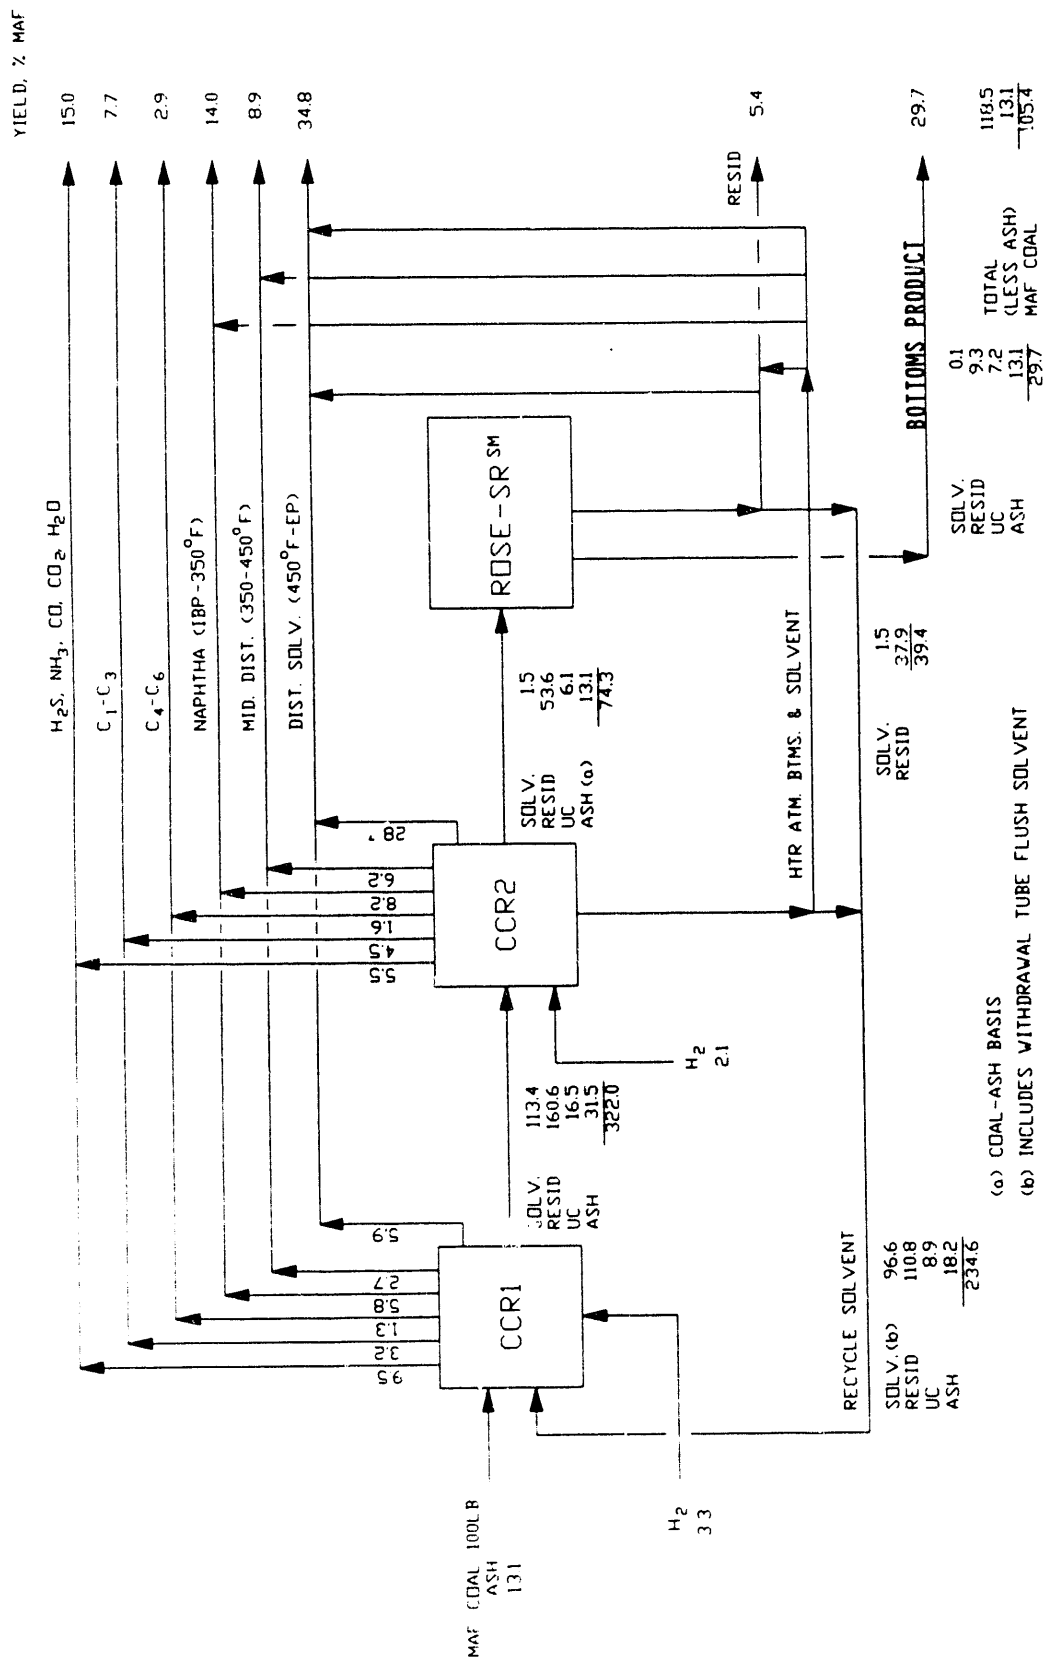 YIELD, % MAF
H₂S, NH₃, CO, CO₂, H₂O
15.0
C₁-C₃
7.7
C₄-C₆
2.9
NAPHTHA (IBP-350°F)
14.0
MID. DIST. (350-450°F)
8.9
DIST. SOLV. (450°F-EP)
34.8
9.5
3.2
1.3
5.8
2.7
5.9
5.5
4.5
1.6
8.2
6.2
MAF COAL 100LB
ASH
13.1
H₂
3.3
CCR1
SOLV. 113.4
RESID 160.6
UC 16.5
ASH 31.5
322.0
H₂
2.1
CCR2
SOLV. 1.5
RESID 53.6
UC 6.1
ASH (a) 13.1
74.3
ROSE-SR SM
RESID
5.4
HTR ATM. BTMS. & SOLVENT
RECYCLE SOLVENT
SOLV.(b) 96.6
RESID 110.8
UC 8.9
ASH 18.2
234.6
SOLV. 1.5
RESID 37.9
39.4
BOTTOMS PRODUCT
29.7
SOLV. 0.1
RESID 9.3
UC 7.2
ASH 13.1
29.7
TOTAL 118.5
(LESS ASH) 13.1
MAF COAL 105.4
(a) COAL-ASH BASIS
(b) INCLUDES WITHDRAWAL TUBE FLUSH SOLVENT